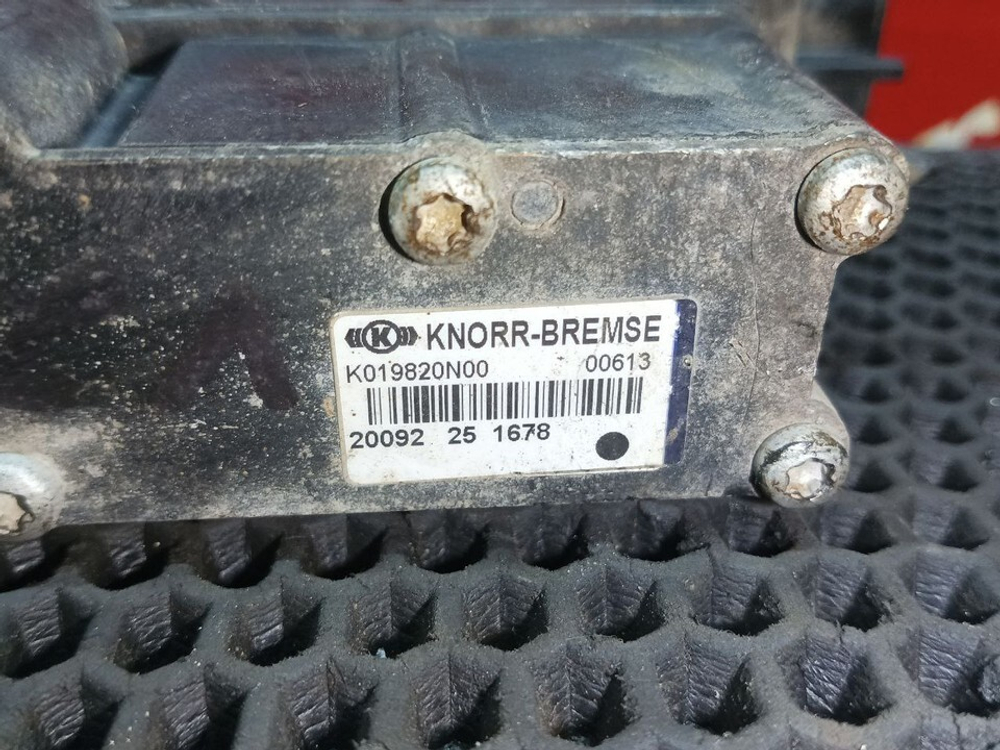 K KNORR-BREMSE
K019820N00 00613
20092 25 1678